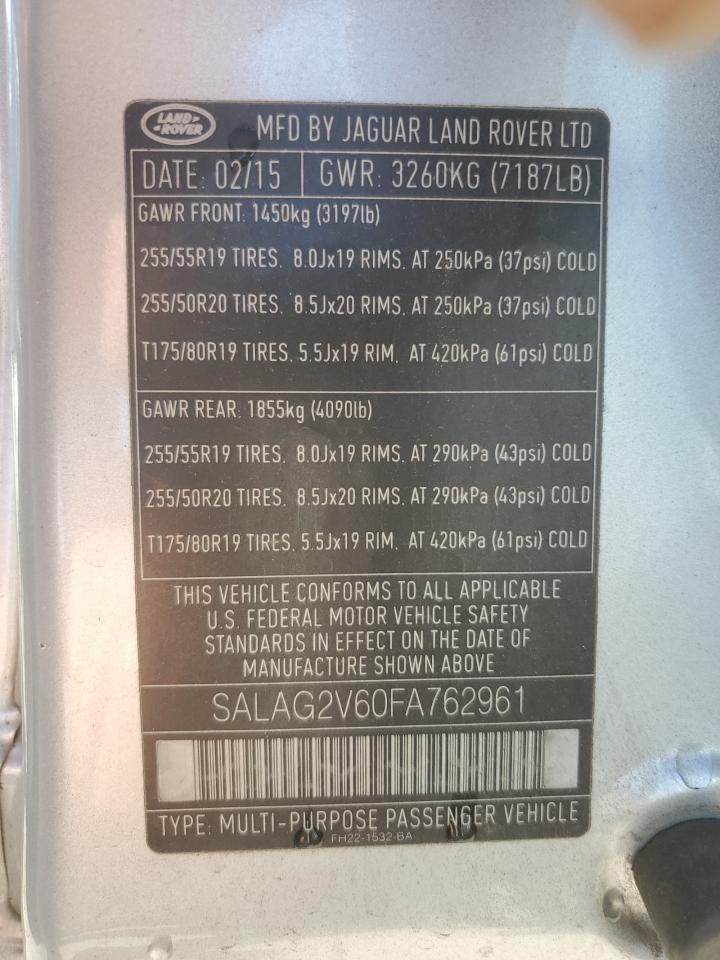 LAND ROVER
MFD BY JAGUAR LAND ROVER LTD
DATE: 02/15 GWR: 3260KG (7187LB)
GAWR FRONT: 1450kg (3197lb)
255/55R19 TIRES, 8.0Jx19 RIMS, AT 250kPa (37psi) COLD
255/50R20 TIRES, 8.5Jx20 RIMS, AT 250kPa (37psi) COLD
T175/80R19 TIRES, 5.5Jx19 RIM, AT 420kPa (61psi) COLD
GAWR REAR: 1855kg (4090lb)
255/55R19 TIRES, 8.0Jx19 RIMS, AT 290kPa (43psi) COLD
255/50R20 TIRES, 8.5Jx20 RIMS, AT 290kPa (43psi) COLD
T175/80R19 TIRES, 5.5Jx19 RIM, AT 420kPa (61psi) COLD
THIS VEHICLE CONFORMS TO ALL APPLICABLE
U.S. FEDERAL MOTOR VEHICLE SAFETY
STANDARDS IN EFFECT ON THE DATE OF
MANUFACTURE SHOWN ABOVE
SALAG2V60FA762961
TYPE: MULTI-PURPOSE PASSENGER VEHICLE
FH22-1532-BA